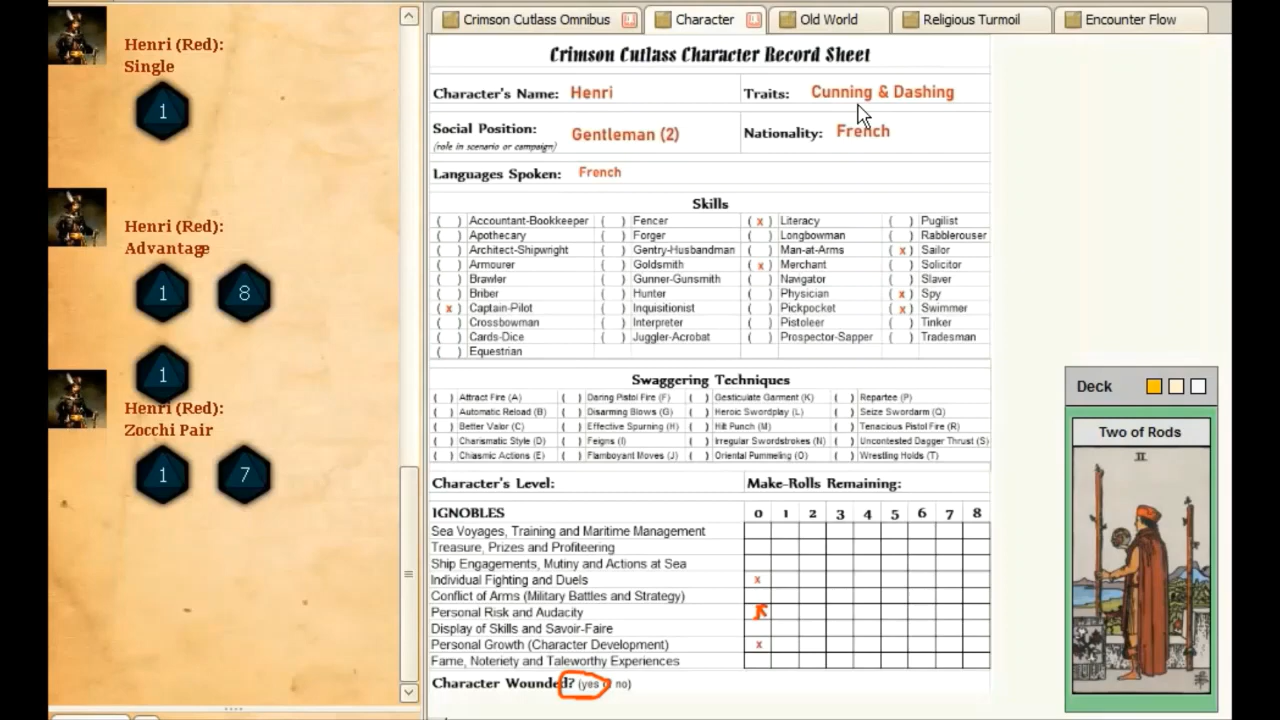 Henri (Red):
Single
1
Henri (Red):
Advantage
1 8
1
Henri (Red):
Zocchi Pair
1 7
Crimson Cutlass Omnibus Character Old World Religious Turmoil Encounter Flow
Crimson Cutlass Character Record Sheet
Character's Name: Henri Traits: Cunning & Dashing
Social Position: Gentleman (2) Nationality: French
(role in scenario or campaign)
Languages Spoken: French
Skills
( ) Accountant-Bookkeeper ( ) Fencer ( x ) Literacy ( ) Pugilist
( ) Apothecary ( ) Forger ( ) Longbowman ( ) Rabblerouser
( ) Architect-Shipwright ( ) Gentry-Husbandman ( ) Man-at-Arms ( x ) Sailor
( ) Armourer ( ) Goldsmith ( x ) Merchant ( ) Solicitor
( ) Brawler ( ) Gunner-Gunsmith ( ) Navigator ( ) Slaver
( ) Briber ( ) Hunter ( ) Physician ( x ) Spy
( x ) Captain-Pilot ( ) Inquisitionist ( ) Pickpocket ( x ) Swimmer
( ) Crossbowman ( ) Interpreter ( ) Pistoleer ( ) Tinker
( ) Cards-Dice ( ) Juggler-Acrobat ( ) Prospector-Sapper ( ) Tradesman
( ) Equestrian
Swaggering Techniques
( ) Attract Fire (A) ( ) Daring Pistol Fire (F) ( ) Gesticulate Garment (K) ( ) Repartee (P)
( ) Automatic Reload (B) ( ) Disarming Blows (G) ( ) Heroic Swordplay (L) ( ) Seize Swordarm (Q)
( ) Better Valor (C) ( ) Effective Spurning (H) ( ) Hilt Punch (M) ( ) Tenacious Pistol Fire (R)
( ) Charismatic Style (D) ( ) Feigns (I) ( ) Irregular Swordstrokes (N) ( ) Uncontested Dagger Thrust (S)
( ) Chiasmic Actions (E) ( ) Flamboyant Moves (J) ( ) Oriental Pummeling (O) ( ) Wrestling Holds (T)
Character's Level: Make-Rolls Remaining:
IGNOBLES 0 1 2 3 4 5 6 7 8
Sea Voyages, Training and Maritime Management
Treasure, Prizes and Profiteering
Ship Engagements, Mutiny and Actions at Sea
Individual Fighting and Duels x
Conflict of Arms (Military Battles and Strategy)
Personal Risk and Audacity
Display of Skills and Savoir-Faire
Personal Growth (Character Development) x
Fame, Noteriety and Taleworthy Experiences
Character Wounded? (yes no)
Deck
Two of Rods
II